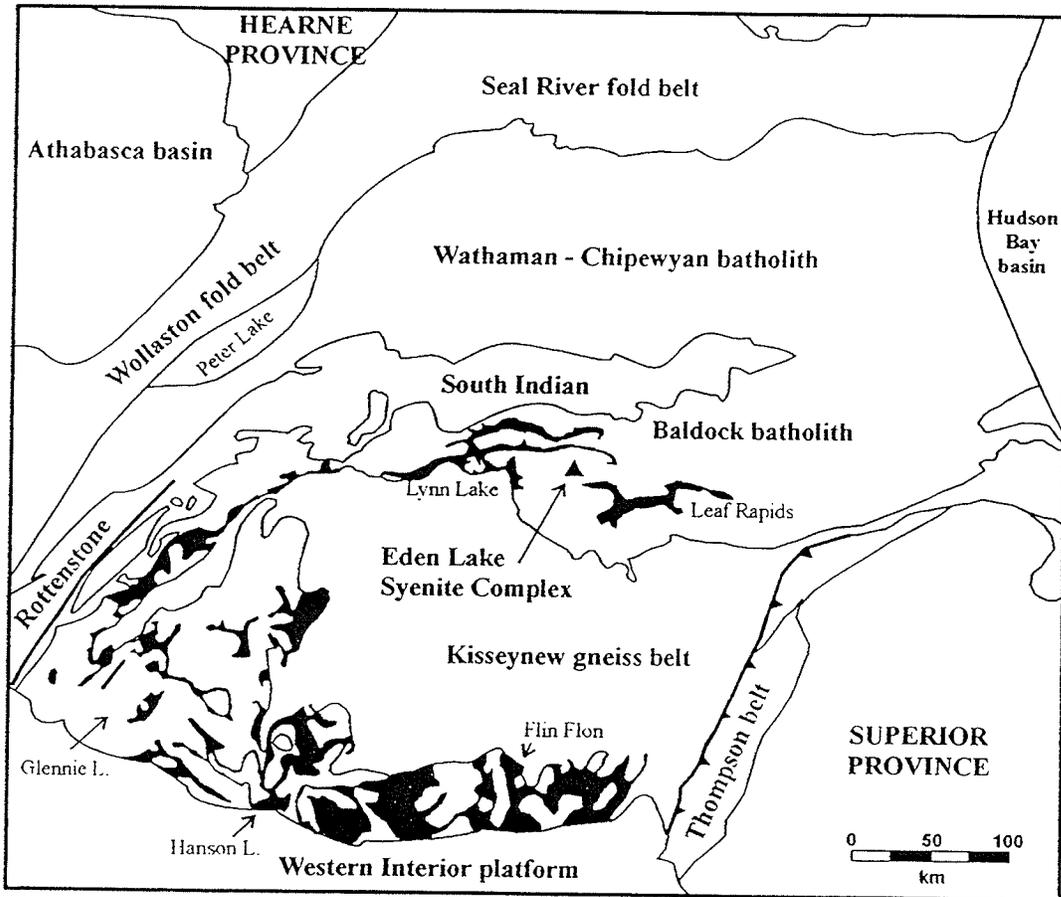 HEARNE
PROVINCE
Seal River fold belt
Athabasca basin
Hudson
Bay
basin
Wathaman - Chipewyan batholith
Wollaston fold belt
Peter Lake
South Indian
Baldock batholith
Lynn Lake
Leaf Rapids
Eden Lake
Syenite Complex
Rottenstone
Kisseynew gneiss belt
Thompson belt
Flin Flon
SUPERIOR
PROVINCE
Glennie L.
Hanson L.
Western Interior platform
0 50 100
km